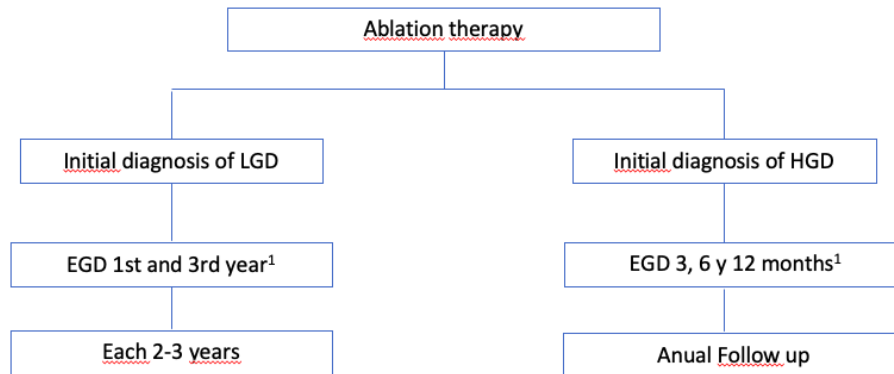 Ablation therapy
Initial diagnosis of LGD
Initial diagnosis of HGD
EGD 1st and 3rd year¹
EGD 3, 6 y 12 months¹
Each 2-3 years
Anual Follow up